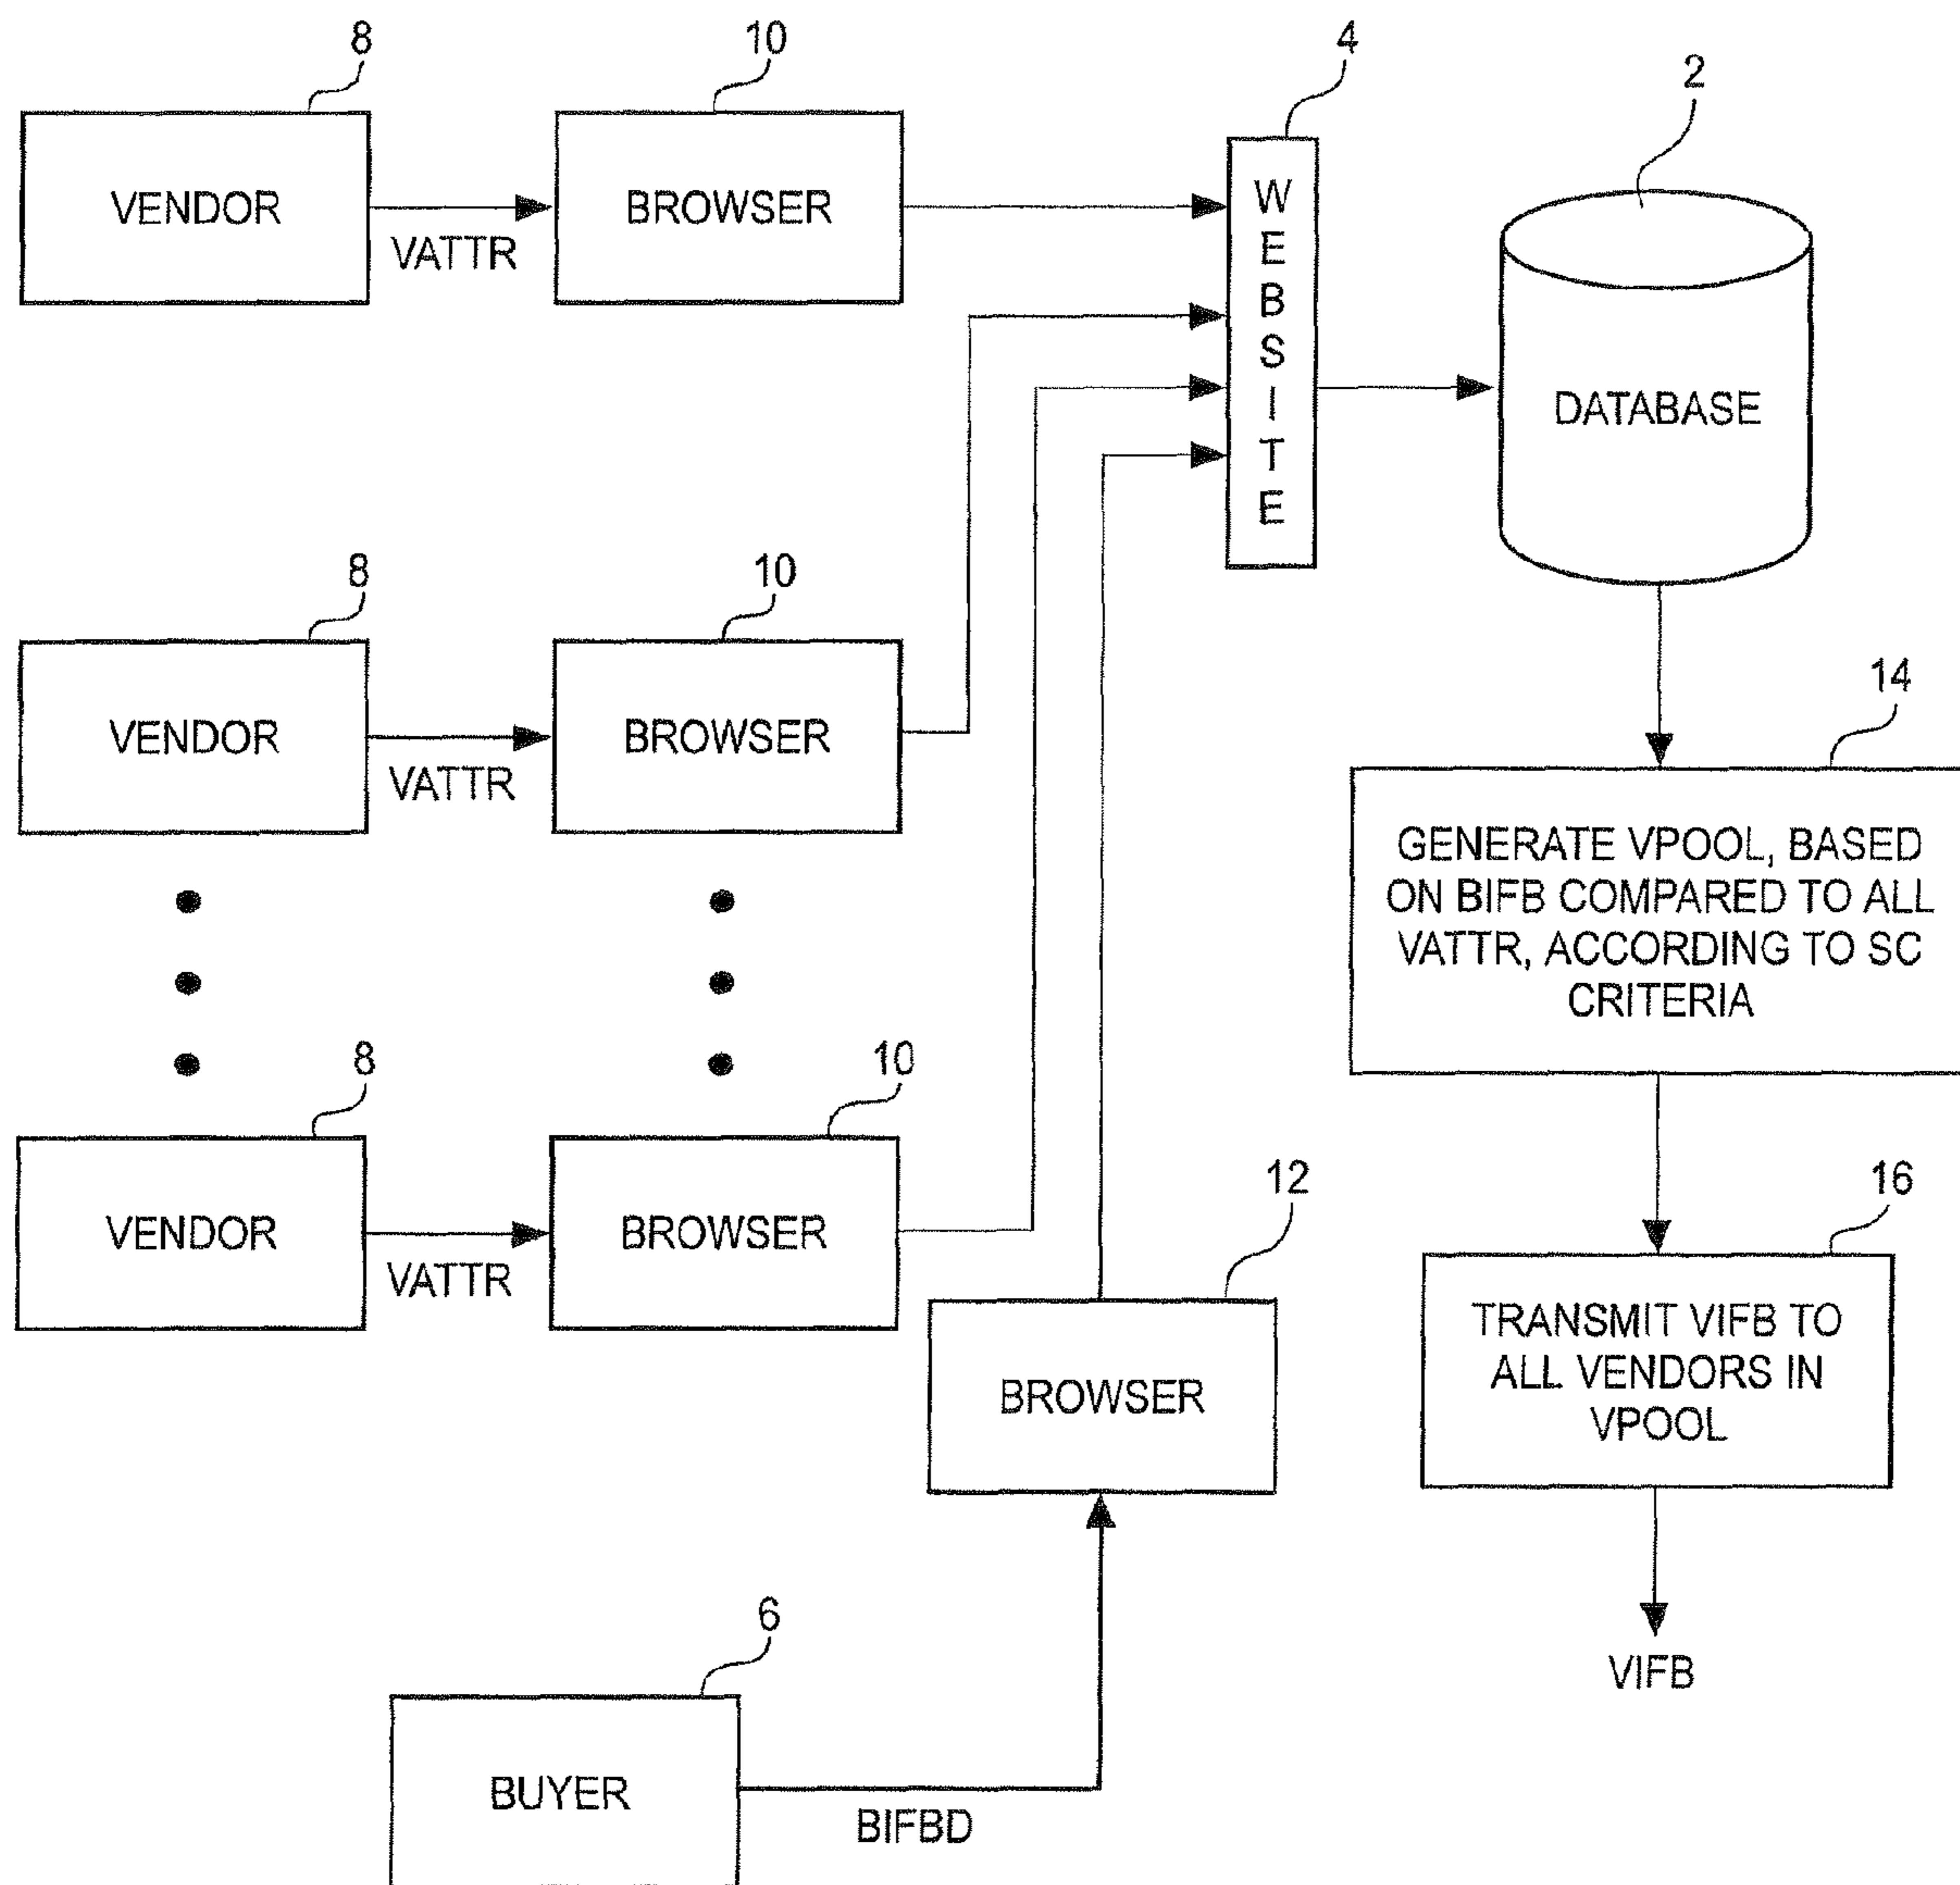 8
10
4
2
VENDOR
VATTR
BROWSER
WEBSITE
DATABASE
8
10
VENDOR
VATTR
BROWSER
14
GENERATE VPOOL, BASED
ON BIFB COMPARED TO ALL
VATTR, ACCORDING TO SC
CRITERIA
8
10
VENDOR
VATTR
BROWSER
12
BROWSER
16
TRANSMIT VIFB TO
ALL VENDORS IN
VPOOL
VIFB
6
BUYER
BIFBD